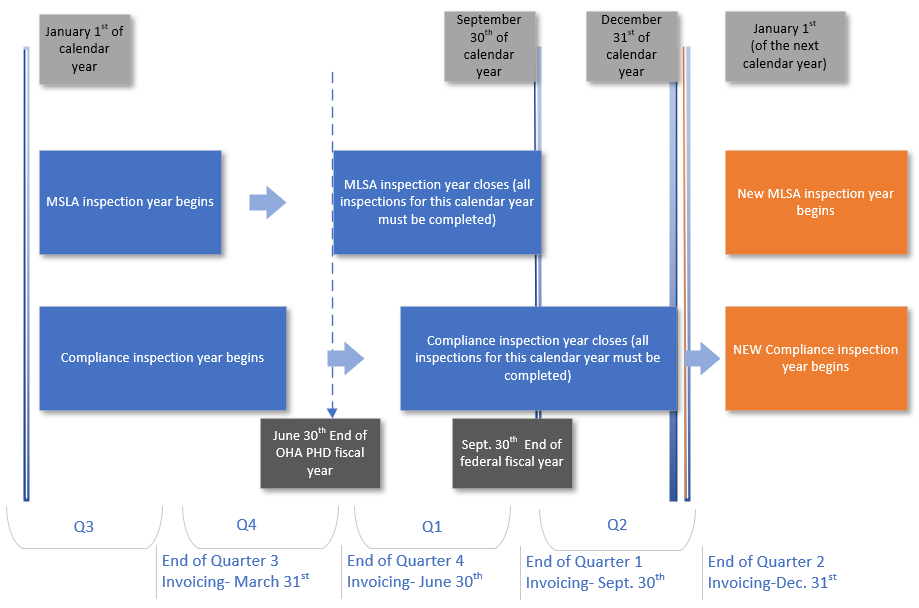 January 1st of
calendar
year
September
30th of
calendar
year
December
31st of
calendar
year
January 1st
(of the next
calendar year)
MSLA inspection year begins
MLSA inspection year closes (all
inspections for this calendar year
must be completed)
New MLSA inspection year
begins
Compliance inspection year begins
Compliance inspection year closes (all
inspections for this calendar year must be
completed)
NEW Compliance inspection
year begins
June 30th End of
OHA PHD fiscal
year
Sept. 30th End of
federal fiscal year
Q3
Q4
Q1
Q2
End of Quarter 3
Invoicing- March 31st
End of Quarter 4
Invoicing- June 30th
End of Quarter 1
Invoicing- Sept. 30th
End of Quarter 2
Invoicing-Dec. 31st